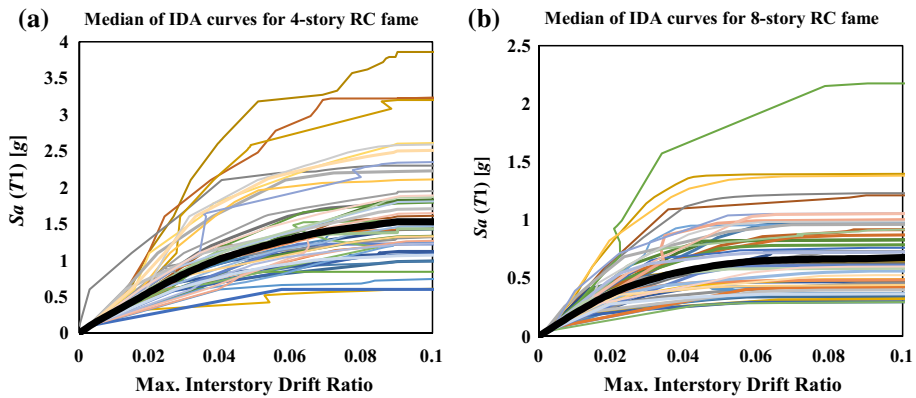 (a) Median of IDA curves for 4-story RC fame
4
3.5
3
2.5
2
1.5
1
0.5
0
Sa (T1) [g]
0 0.02 0.04 0.06 0.08 0.1
Max. Interstory Drift Ratio
(b) Median of IDA curves for 8-story RC fame
2.5
2
1.5
1
0.5
0
Sa (T1) [g]
0 0.02 0.04 0.06 0.08 0.1
Max. Interstory Drift Ratio